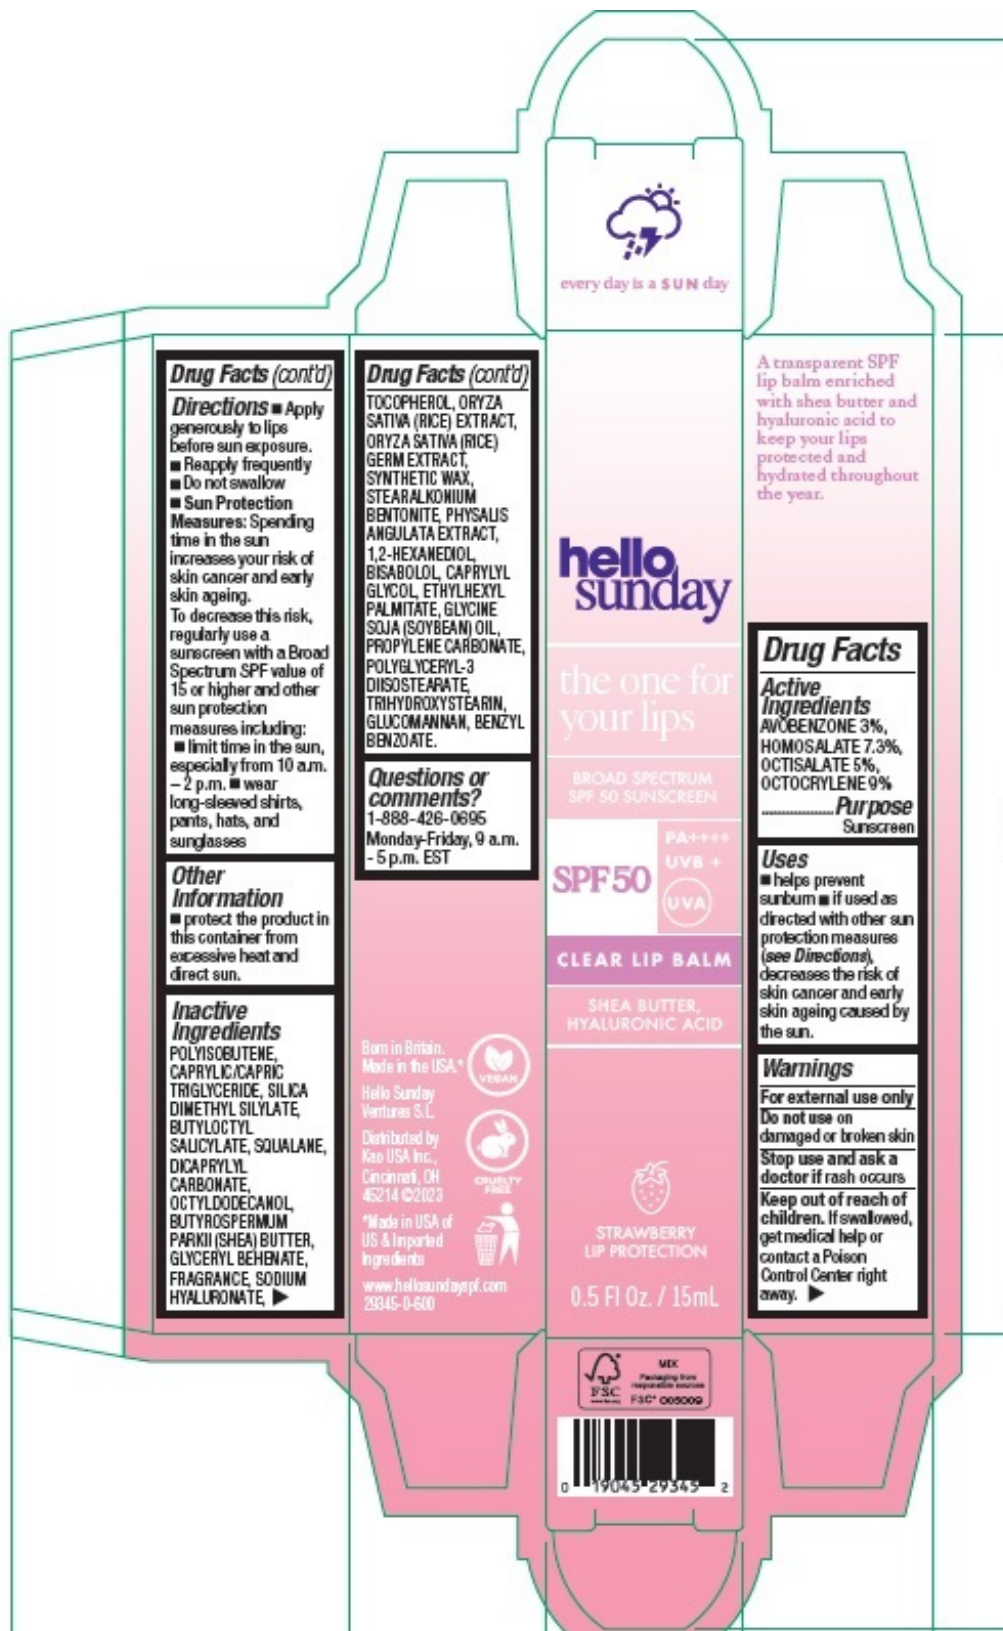 every day is a SUN day
Drug Facts (cont'd)
Directions ■ Apply
generously to lips
before sun exposure.
■ Reapply frequently
■ Do not swallow
■ Sun Protection
Measures: Spending
time in the sun
increases your risk of
skin cancer and early
skin ageing.
To decrease this risk,
regularly use a
sunscreen with a Broad
Spectrum SPF value of
15 or higher and other
sun protection
measures including:
■ limit time in the sun,
especially from 10 a.m.
– 2 p.m. ■ wear
long-sleeved shirts,
pants, hats, and
sunglasses
Other
Information
■ protect the product in
this container from
excessive heat and
direct sun.
Inactive
Ingredients
POLYISOBUTENE,
CAPRYLIC/CAPRIC
TRIGLYCERIDE, SILICA
DIMETHYL SILYLATE,
BUTYLOCTYL
SALICYLATE, SQUALANE,
DICAPRYLYL
CARBONATE,
OCTYLDODECANOL,
BUTYROSPERMUM
PARKII (SHEA) BUTTER,
GLYCERYL BEHENATE,
FRAGRANCE, SODIUM
HYALURONATE, ▶
Drug Facts (cont'd)
TOCOPHEROL, ORYZA
SATIVA (RICE) EXTRACT,
ORYZA SATIVA (RICE)
GERM EXTRACT,
SYNTHETIC WAX,
STEARALKONIUM
BENTONITE, PHYSALIS
ANGULATA EXTRACT,
1,2-HEXANEDIOL,
BISABOLOL, CAPRYLYL
GLYCOL, ETHYLHEXYL
PALMITATE, GLYCINE
SOJA (SOYBEAN) OIL,
PROPYLENE CARBONATE,
POLYGLYCERYL-3
DIISOSTEARATE,
TRIHYDROXYSTEARIN,
GLUCOMANNAN, BENZYL
BENZOATE.
Questions or
comments?
1-888-426-0695
Monday-Friday, 9 a.m.
- 5 p.m. EST
Born in Britain.
Made in the USA.*
Hello Sunday
Ventures S.L.
Distributed by
Kao USA Inc.,
Cincinnati, OH
45214 ©2023
*Made in USA of
US & Imported
Ingredients
www.hellosundayspf.com
29345-0-600
VEGAN
CRUELTY
FREE
hello
sunday
the one for
your lips
BROAD SPECTRUM
SPF 50 SUNSCREEN
SPF 50
PA++++
UVB +
UVA
CLEAR LIP BALM
SHEA BUTTER,
HYALURONIC ACID
STRAWBERRY
LIP PROTECTION
0.5 Fl Oz. / 15mL
FSC
www.fsc.org
MIX
Packaging from
responsible sources
FSC® 005009
0 19045 29345 2
A transparent SPF
lip balm enriched
with shea butter and
hyaluronic acid to
keep your lips
protected and
hydrated throughout
the year.
Drug Facts
Active
Ingredients
AVOBENZONE 3%,
HOMOSALATE 7.3%,
OCTISALATE 5%,
OCTOCRYLENE 9%
....................Purpose
Sunscreen
Uses
■ helps prevent
sunburn ■ if used as
directed with other sun
protection measures
(see Directions),
decreases the risk of
skin cancer and early
skin ageing caused by
the sun.
Warnings
For external use only
Do not use on
damaged or broken skin
Stop use and ask a
doctor if rash occurs
Keep out of reach of
children. If swallowed,
get medical help or
contact a Poison
Control Center right
away. ▶